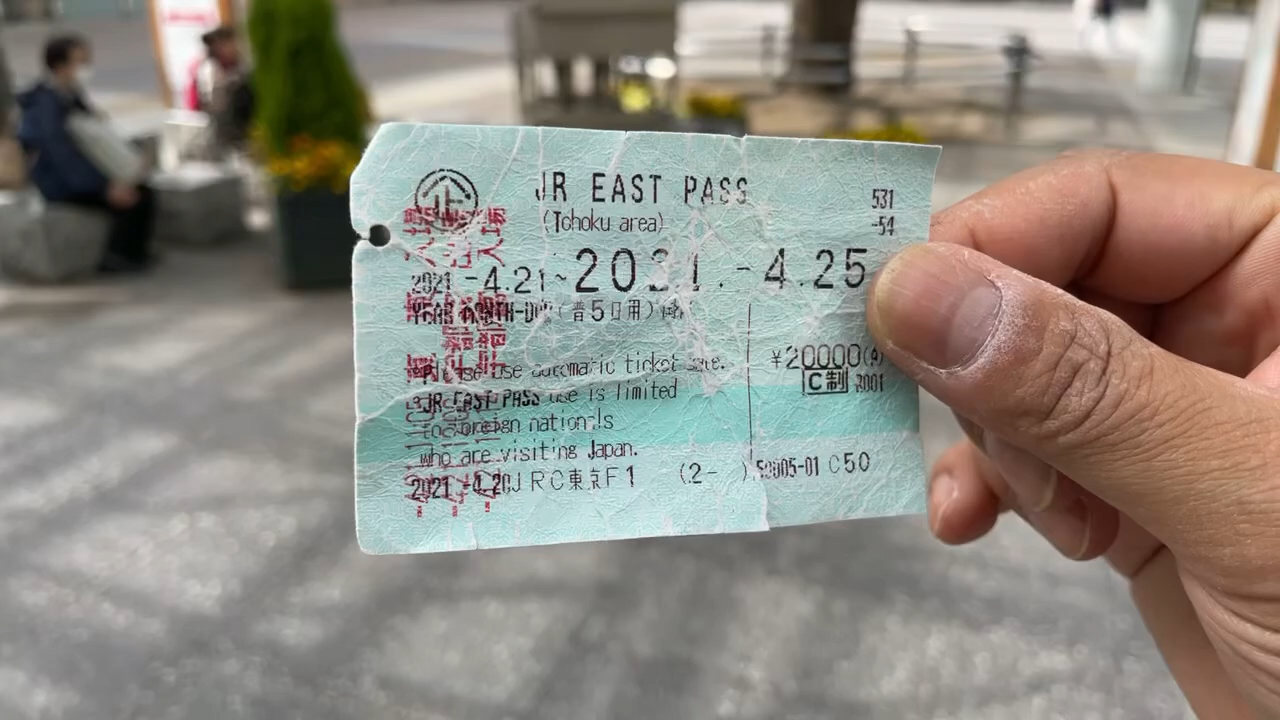 JR EAST PASS
531
(Tohoku area)
-54
2021 -4.21~2021.-4.25
YEAR MONTH-DAY(普5日用)
Please use automatic ticket gate.
¥20000(A)
C制
JR EAST PASS use is limited
to foreign nationals
who are visiting Japan.
2021.-4.20JRC東京F1 (2- ) 50005-01 C50